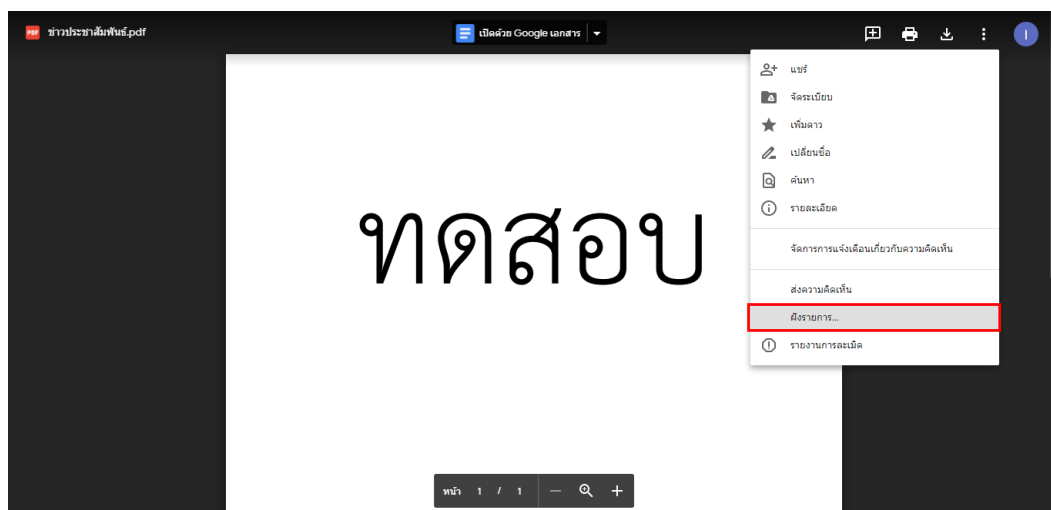 PDF ข่าวประชาสัมพันธ์.pdf
เปิดด้วย Google เอกสาร
I
แชร์
จัดระเบียบ
เพิ่มดาว
เปลี่ยนชื่อ
ค้นหา
รายละเอียด
จัดการการแจ้งเตือนเกี่ยวกับความคิดเห็น
ส่งความคิดเห็น
ฝังรายการ...
รายงานการละเมิด
ทดสอบ
หน้า 1 / 1